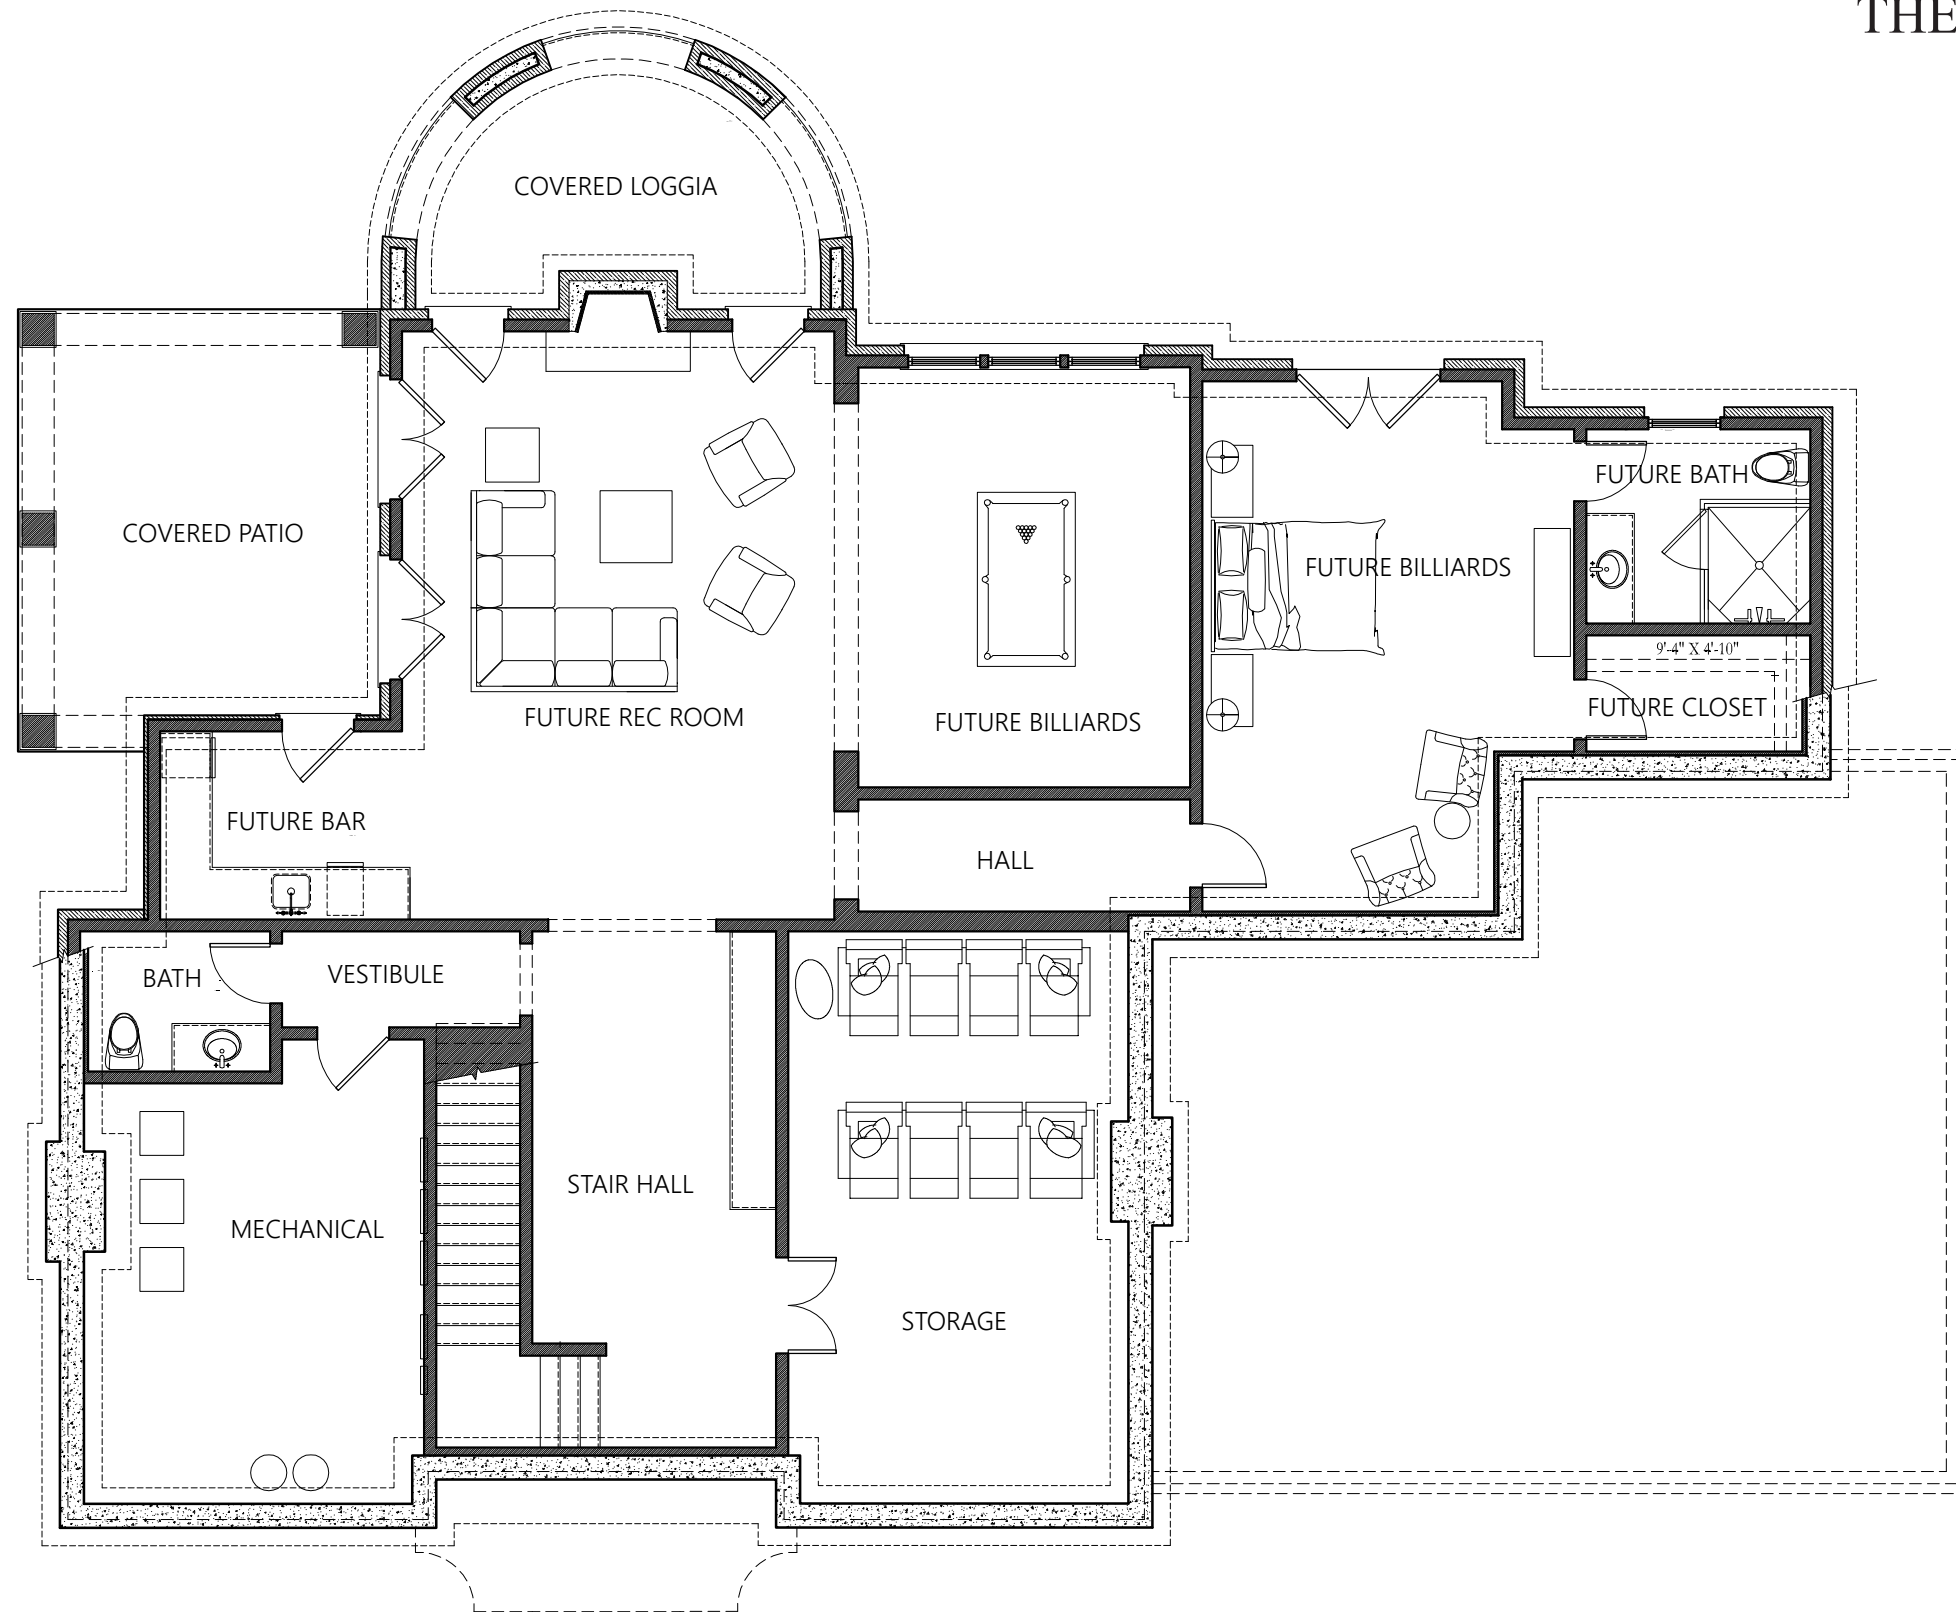 THE
COVERED LOGGIA
FUTURE BATH
COVERED PATIO
FUTURE BILLIARDS
9'-4" X 4'-10"
FUTURE CLOSET
FUTURE REC ROOM
FUTURE BILLIARDS
FUTURE BAR
HALL
BATH
VESTIBULE
STAIR HALL
MECHANICAL
STORAGE